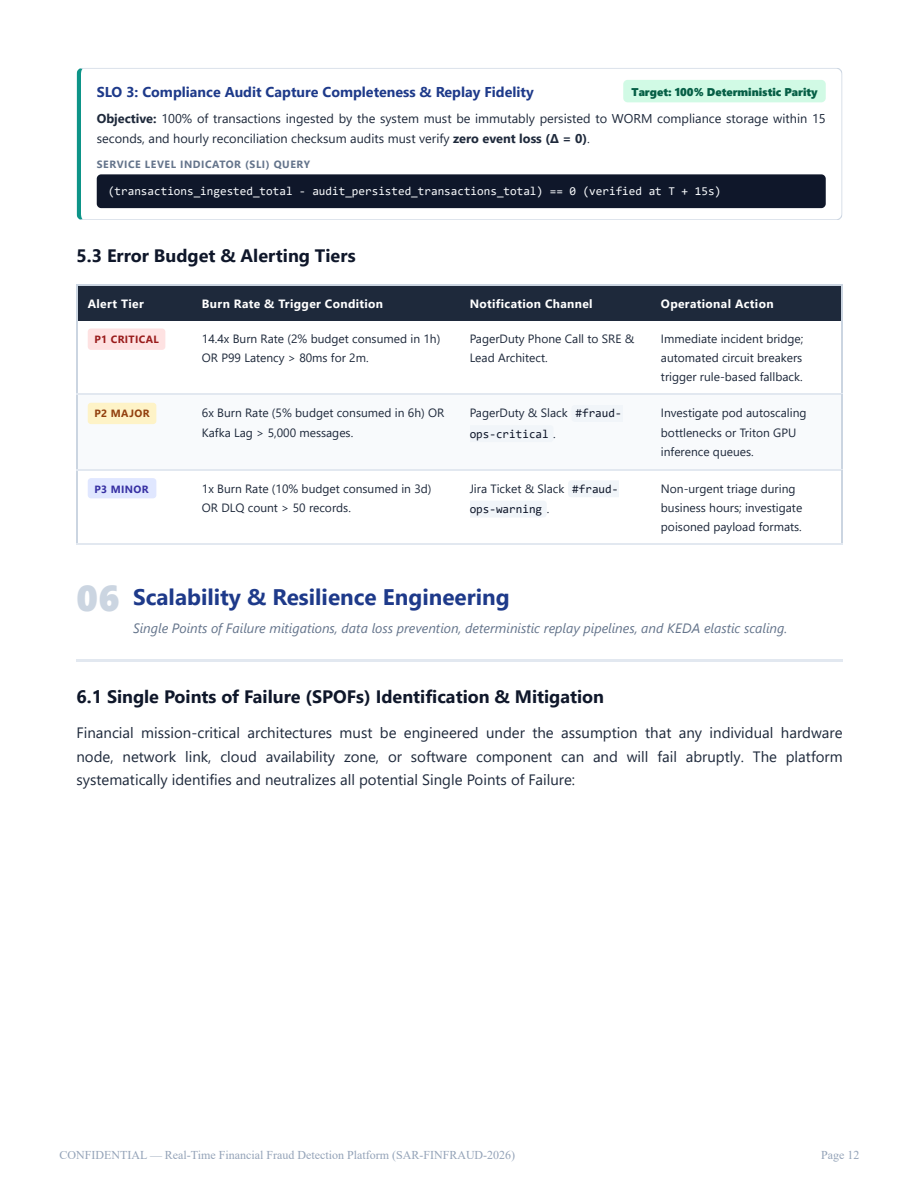 SLO 3: Compliance Audit Capture Completeness & Replay Fidelity
Target: 100% Deterministic Parity
Objective: 100% of transactions ingested by the system must be immutably persisted to WORM compliance storage within 15
seconds, and hourly reconciliation checksum audits must verify zero event loss (Δ = 0).
SERVICE LEVEL INDICATOR (SLI) QUERY
(transactions_ingested_total - audit_persisted_transactions_total) == 0 (verified at T + 15s)
5.3 Error Budget & Alerting Tiers
Alert Tier Burn Rate & Trigger Condition Notification Channel Operational Action
P1 CRITICAL
14.4x Burn Rate (2% budget consumed in 1h)
OR P99 Latency > 80ms for 2m.
PagerDuty Phone Call to SRE &
Lead Architect.
Immediate incident bridge;
automated circuit breakers
trigger rule-based fallback.
P2 MAJOR
6x Burn Rate (5% budget consumed in 6h) OR
Kafka Lag > 5,000 messages.
PagerDuty & Slack #fraud-
ops-critical .
Investigate pod autoscaling
bottlenecks or Triton GPU
inference queues.
P3 MINOR
1x Burn Rate (10% budget consumed in 3d)
OR DLQ count > 50 records.
Jira Ticket & Slack #fraud-
ops-warning .
Non-urgent triage during
business hours; investigate
poisoned payload formats.
06 Scalability & Resilience Engineering
Single Points of Failure mitigations, data loss prevention, deterministic replay pipelines, and KEDA elastic scaling.
6.1 Single Points of Failure (SPOFs) Identification & Mitigation
Financial mission-critical architectures must be engineered under the assumption that any individual hardware
node, network link, cloud availability zone, or software component can and will fail abruptly. The platform
systematically identifies and neutralizes all potential Single Points of Failure:
CONFIDENTIAL — Real-Time Financial Fraud Detection Platform (SAR-FINFRAUD-2026)
Page 12